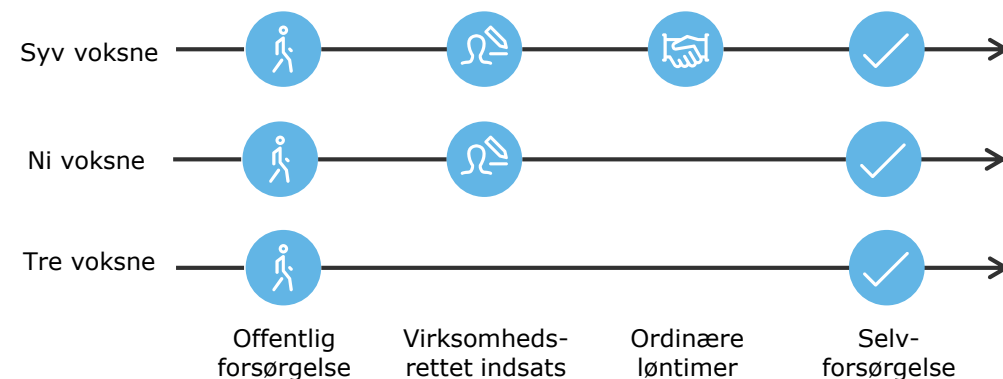 Syv voksne
Ni voksne
Tre voksne
Offentlig
forsørgelse
Virksomheds-
rettet indsats
Ordinære
løntimer
Selv-
forsørgelse